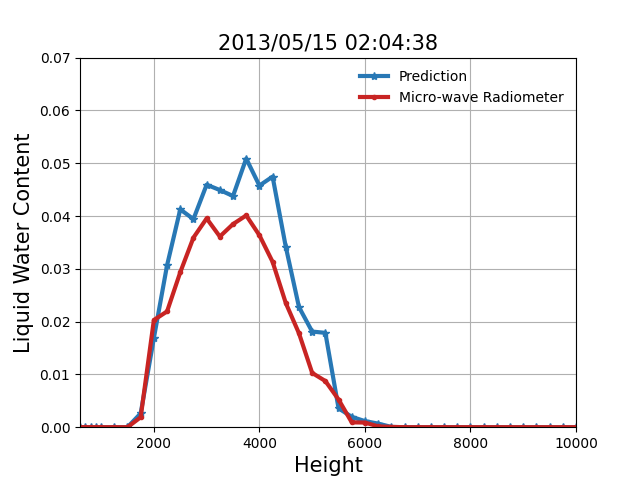 2013/05/15 02:04:38
0.07
0.06
0.05
0.04
0.03
0.02
0.01
0.00
Liquid Water Content
Prediction
Micro-wave Radiometer
2000 4000 6000 8000 10000
Height